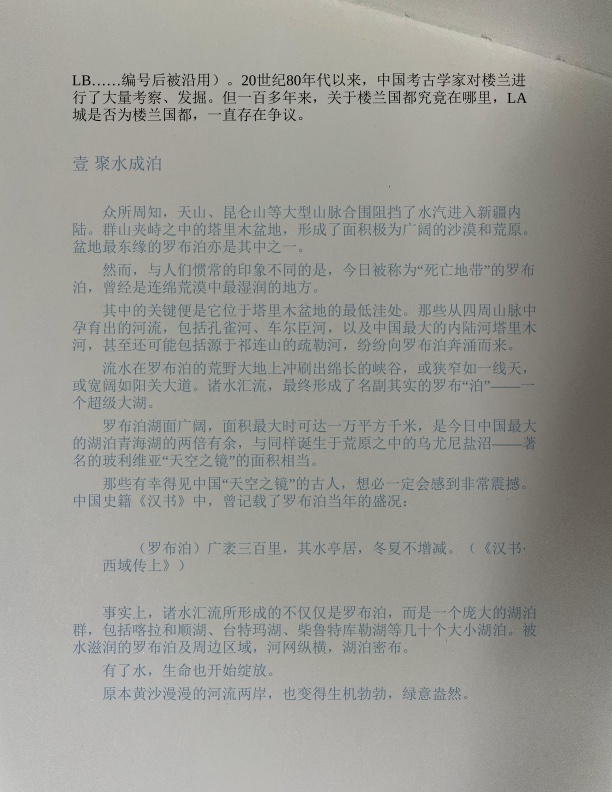 LB……编号后被沿用）。20世纪80年代以来，中国考古学家对楼兰进
行了大量考察、发掘。但一百多年来，关于楼兰国都究竟在哪里，LA
城是否为楼兰国都，一直存在争议。
壹 聚水成泊
众所周知，天山、昆仑山等大型山脉合围阻挡了水汽进入新疆内
陆。群山夹峙之中的塔里木盆地，形成了面积极为广阔的沙漠和荒原。
盆地最东缘的罗布泊亦是其中之一。
然而，与人们惯常的印象不同的是，今日被称为“死亡地带”的罗布
泊，曾经是连绵荒漠中最湿润的地方。
其中的关键便是它位于塔里木盆地的最低洼处。那些从四周山脉中
孕育出的河流，包括孔雀河、车尔臣河，以及中国最大的内陆河塔里木
河，甚至还可能包括源于祁连山的疏勒河，纷纷向罗布泊奔涌而来。
流水在罗布泊的荒野大地上冲刷出绵长的峡谷，或狭窄如一线天，
或宽阔如阳关大道。诸水汇流，最终形成了名副其实的罗布“泊”——一
个超级大湖。
罗布泊湖面广阔，面积最大时可达一万平方千米，是今日中国最大
的湖泊青海湖的两倍有余，与同样诞生于荒原之中的乌尤尼盐沼——著
名的玻利维亚“天空之镜”的面积相当。
那些有幸得见中国“天空之镜”的古人，想必一定会感到非常震撼。
中国史籍《汉书》中，曾记载了罗布泊当年的盛况：
（罗布泊）广袤三百里，其水亭居，冬夏不增减。（《汉书·
西域传上》）
事实上，诸水汇流所形成的不仅仅是罗布泊，而是一个庞大的湖泊
群，包括喀拉和顺湖、台特玛湖、柴鲁特库勒湖等几十个大小湖泊。被
水滋润的罗布泊及周边区域，河网纵横，湖泊密布。
有了水，生命也开始绽放。
原本黄沙漫漫的河流两岸，也变得生机勃勃，绿意盎然。